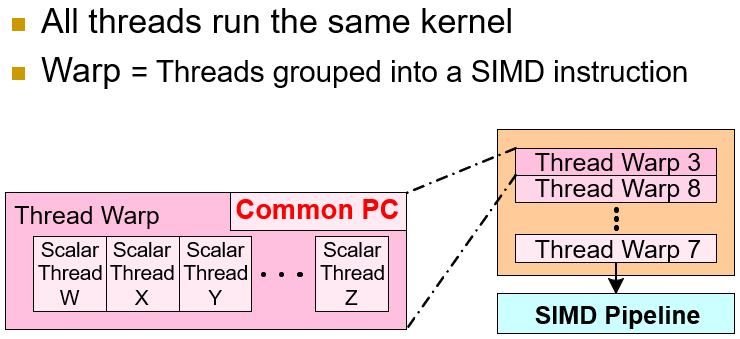 All threads run the same kernel
Warp = Threads grouped into a SIMD instruction
Thread Warp
Common PC
Scalar Thread W
Scalar Thread X
Scalar Thread Y
Scalar Thread Z
Thread Warp 3
Thread Warp 8
Thread Warp 7
SIMD Pipeline